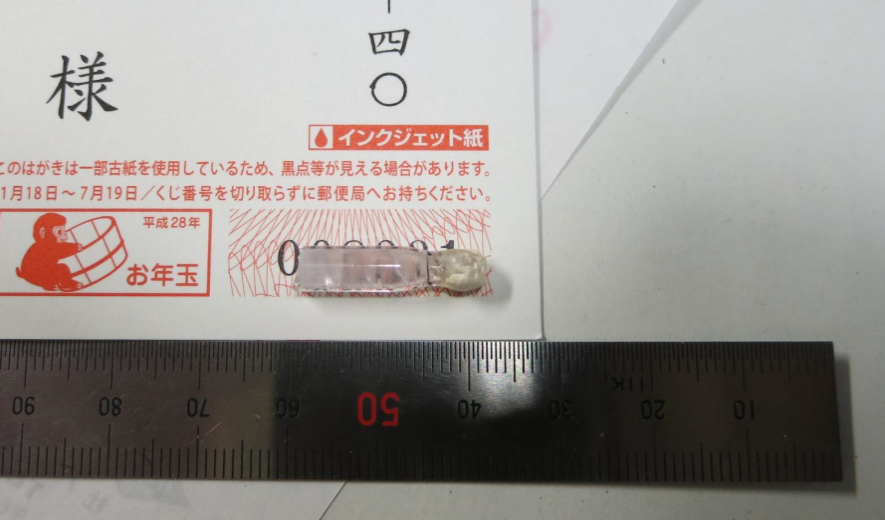 -四〇
様
インクジェット紙
このはがきは一部古紙を使用しているため、黒点等が見える場合があります。
1月18日～7月19日／くじ番号を切り取らずに郵便局へお持ちください。
平成28年
お年玉
90 80 70 60 50 40 30 20 10